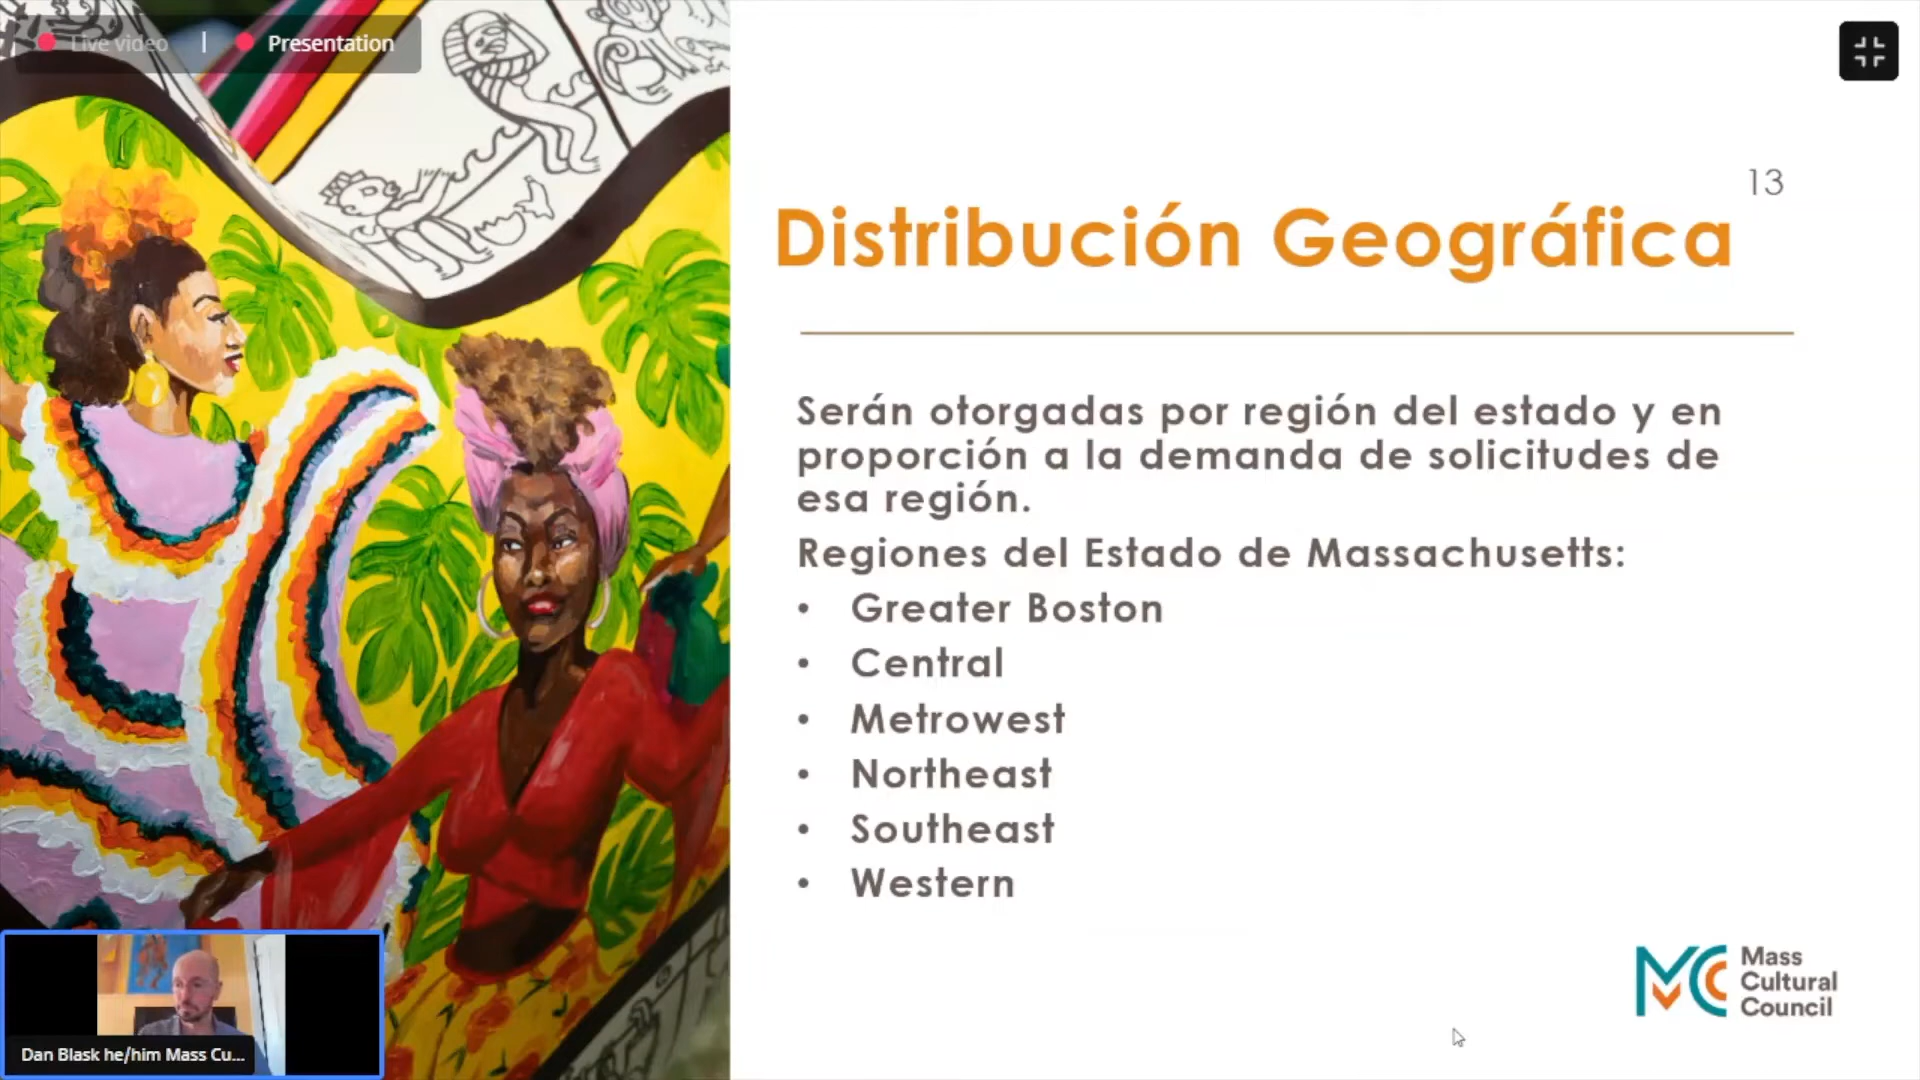 Live video | Presentation
13
Distribución Geográfica
Serán otorgadas por región del estado y en
proporción a la demanda de solicitudes de
esa región.
Regiones del Estado de Massachusetts:
• Greater Boston
• Central
• Metrowest
• Northeast
• Southeast
• Western
MCC
Mass
Cultural
Council
Dan Blask he/him Mass Cu...